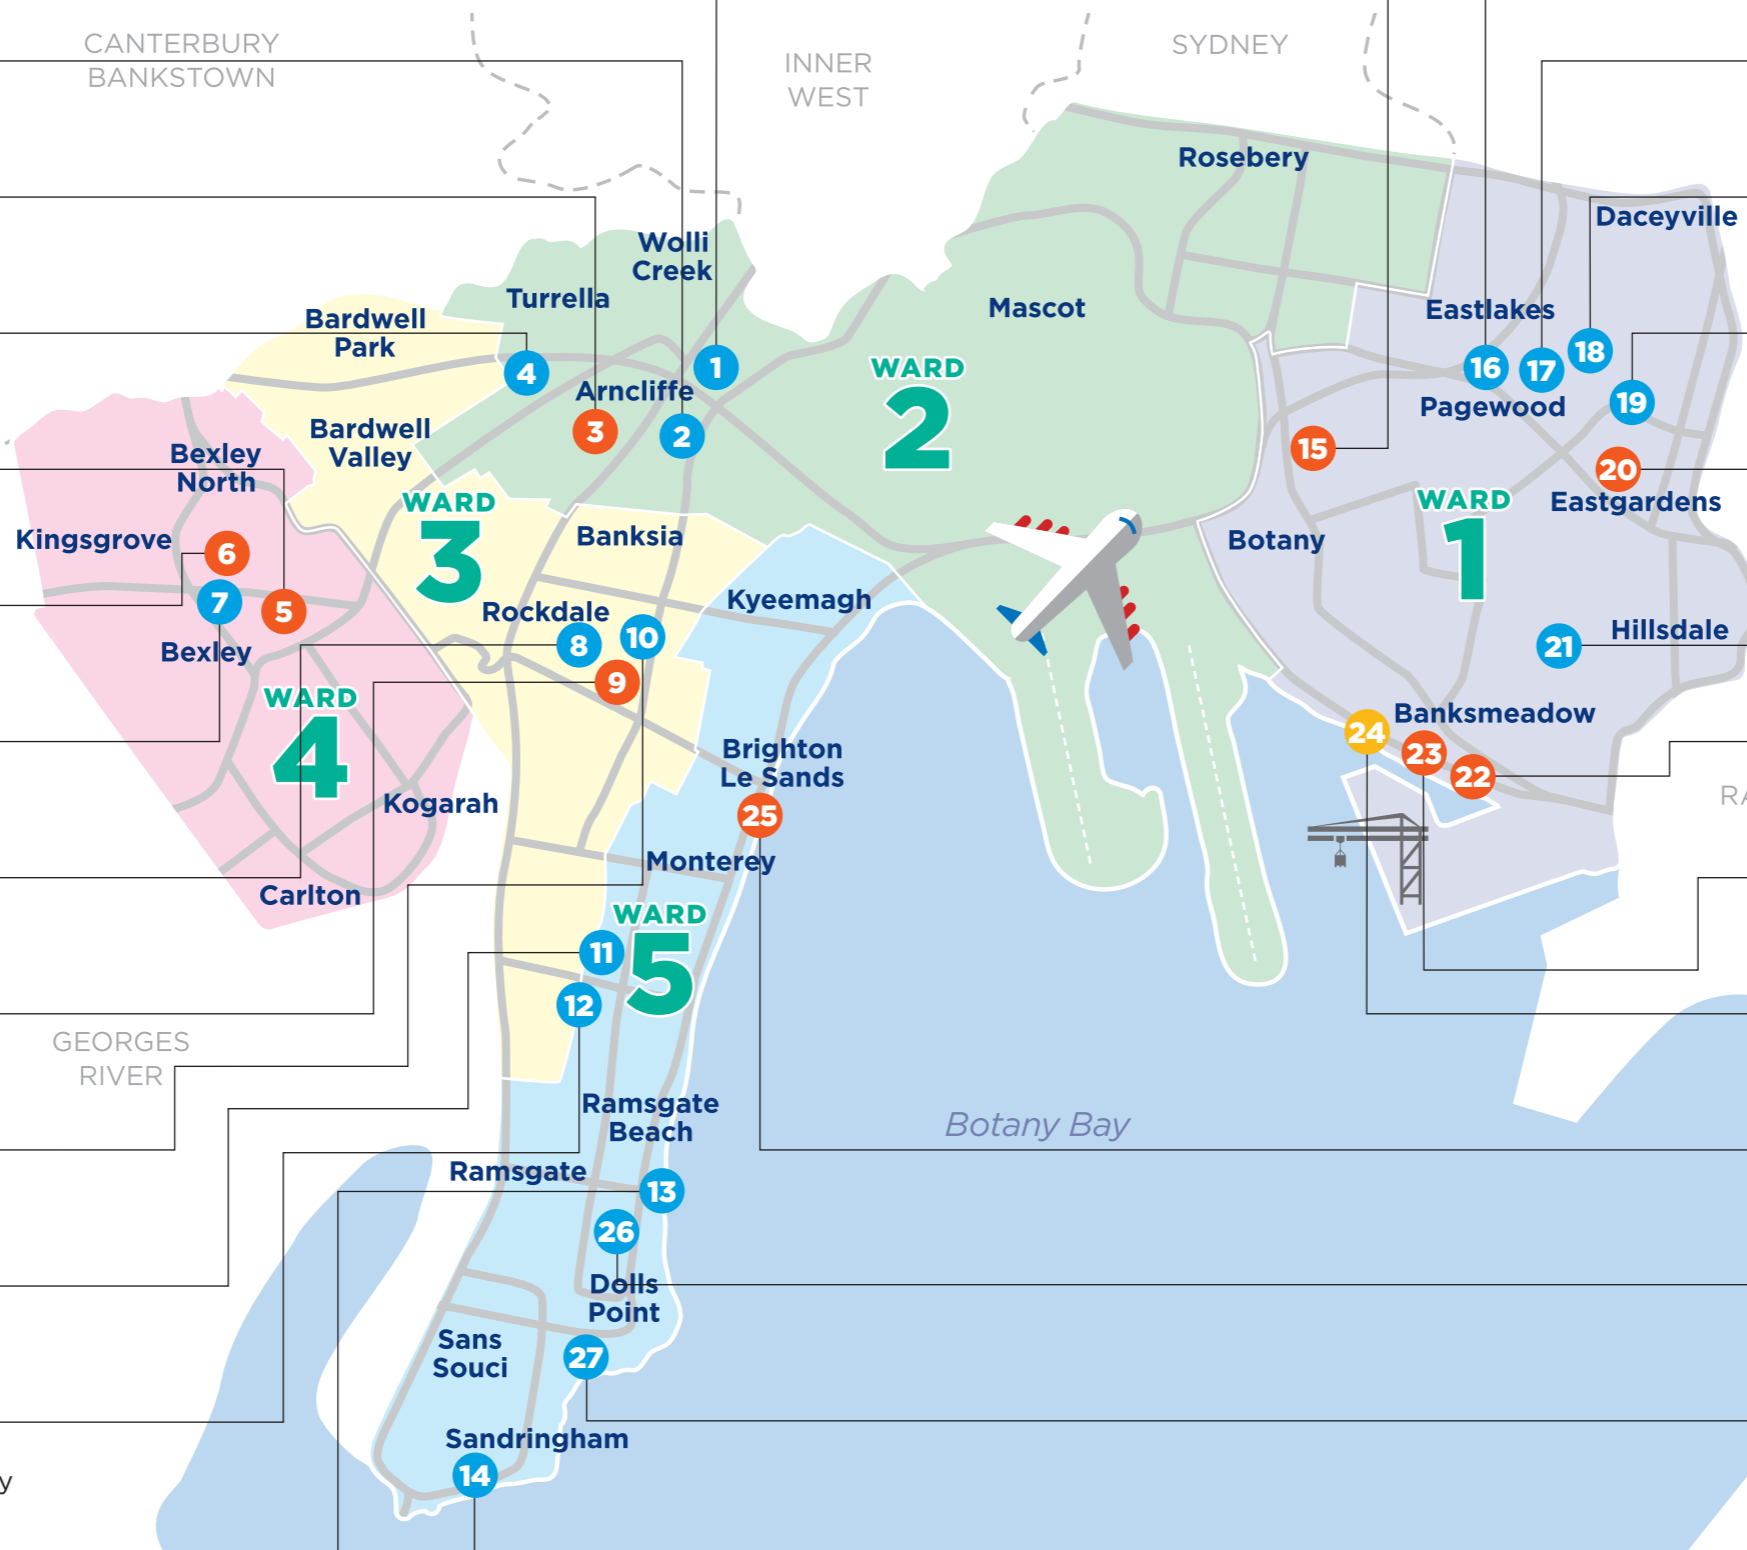 CANTERBURY
BANKSTOWN
INNER
WEST
SYDNEY
Rosebery
Daceyville
Wolli
Creek
Turrella
Mascot
Eastlakes
Bardwell
Park
4
1
16
17
18
Arncliffe
WARD
2
Pagewood
19
Bardwell
Valley
3
2
15
Bexley
North
20
Eastgardens
WARD
3
WARD
1
Kingsgrove
Banksia
Botany
6
7
5
Rockdale
Kyeemagh
8
10
Bexley
21
Hillsdale
9
WARD
4
Banksmeadow
24
23
22
Brighton
Le Sands
RA
Kogarah
25
Monterey
Carlton
WARD
5
11
12
GEORGES
RIVER
Ramsgate
Beach
Botany Bay
Ramsgate
13
26
Dolls
Point
Sans
Souci
27
Sandringham
14
y